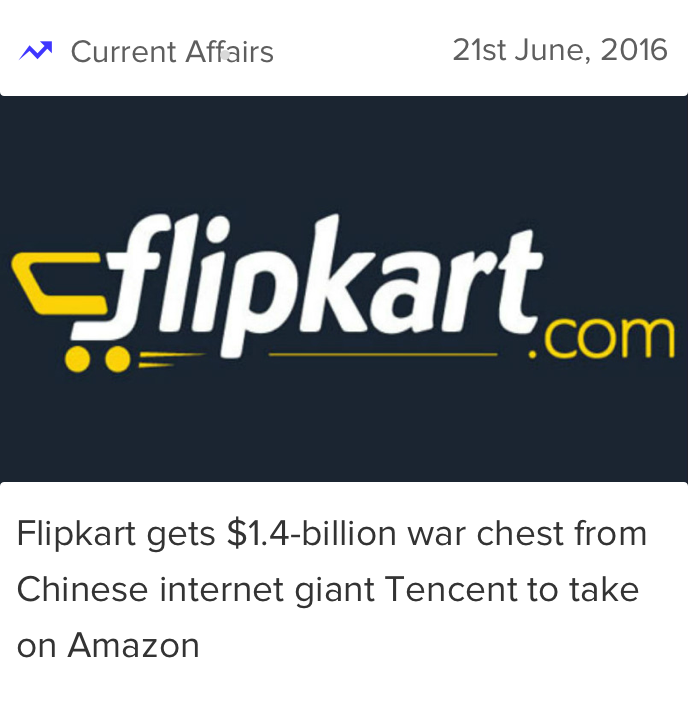 Current Affairs
21st June, 2016
flipkart.com
Flipkart gets $1.4-billion war chest from
Chinese internet giant Tencent to take
on Amazon